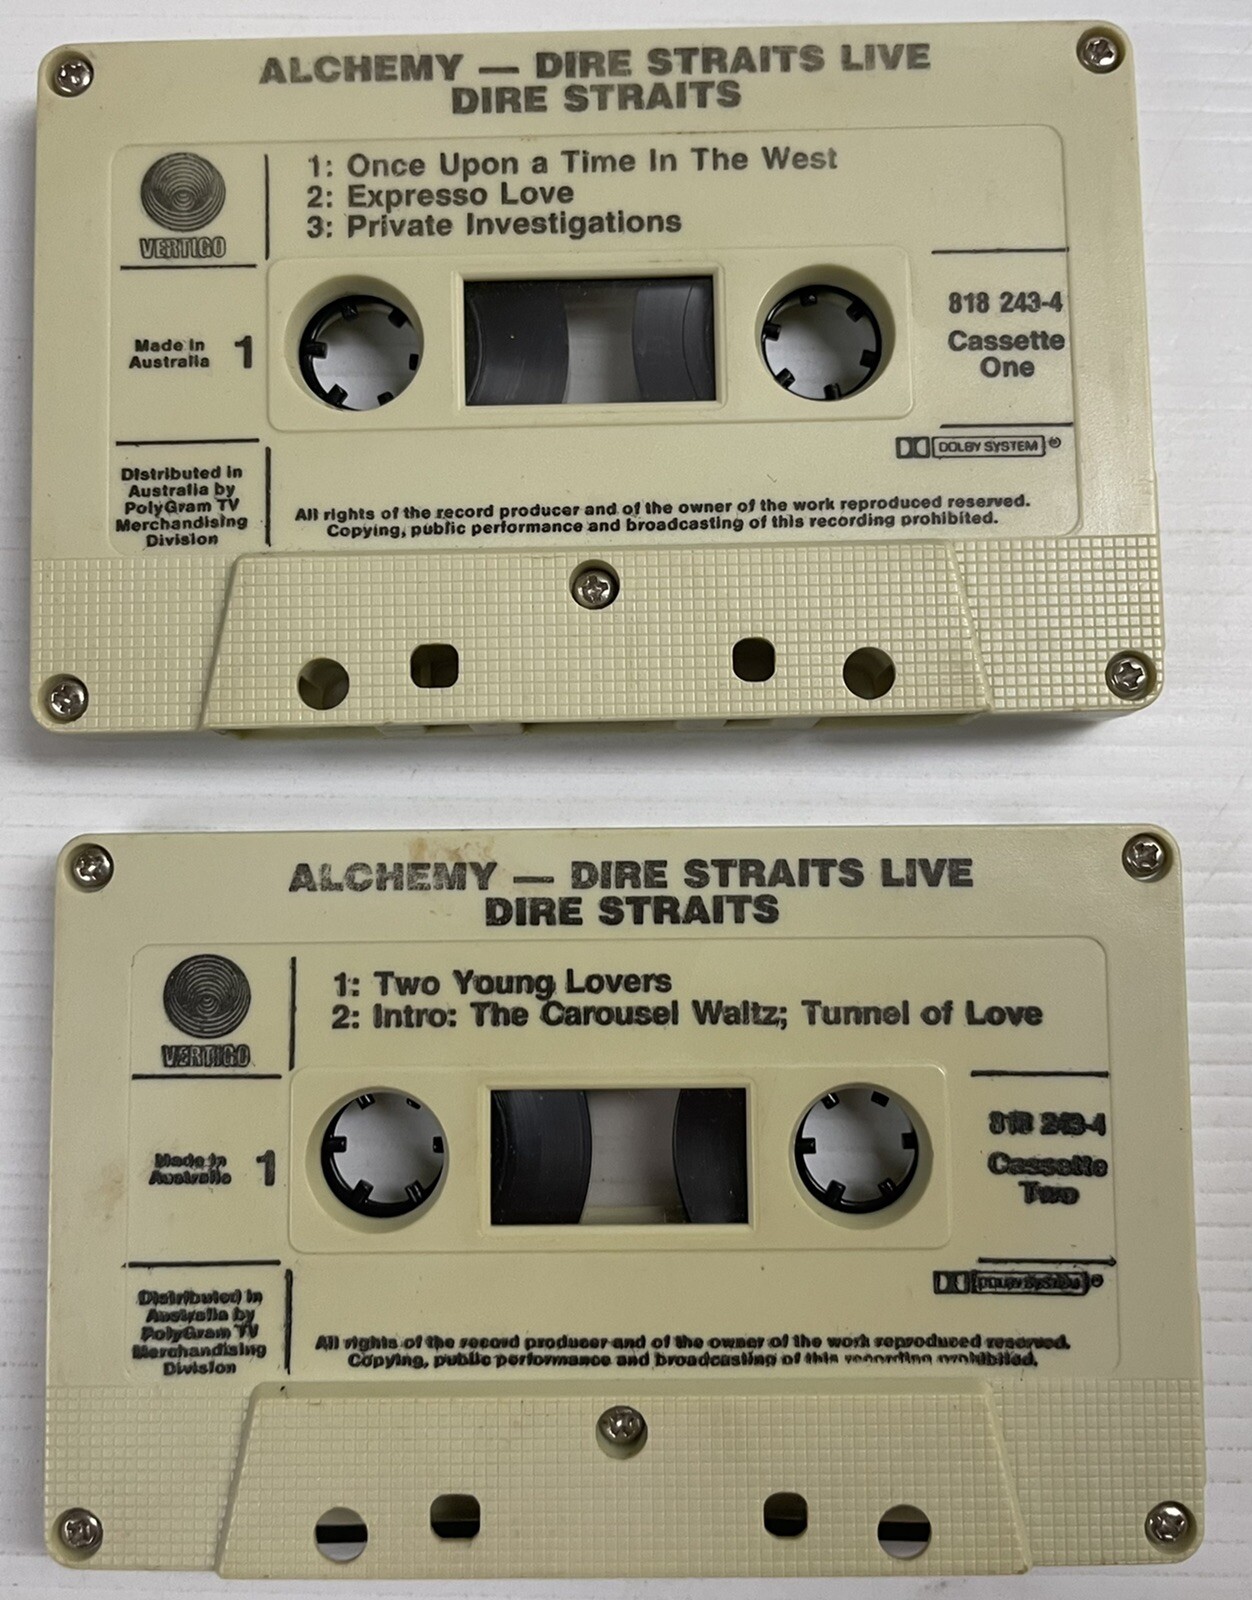 ALCHEMY — DIRE STRAITS LIVE
DIRE STRAITS
VERTIGO
1: Once Upon a Time In The West
2: Expresso Love
3: Private Investigations
Made in
Australia
1
818 243-4
Cassette
One
DOLBY SYSTEM
Distributed in
Australia by
PolyGram TV
Merchandising
Division
All rights of the record producer and of the owner of the work reproduced reserved.
Copying, public performance and broadcasting of this recording prohibited.
ALCHEMY — DIRE STRAITS LIVE
DIRE STRAITS
VERTIGO
1: Two Young Lovers
2: Intro: The Carousel Waltz; Tunnel of Love
Made in
Australia
1
818 243-4
Cassette
Two
DOLBY SYSTEM
Distributed in
Australia by
PolyGram TV
Merchandising
Division
All rights of the record producer and of the owner of the work reproduced reserved.
Copying, public performance and broadcasting of this recording prohibited.